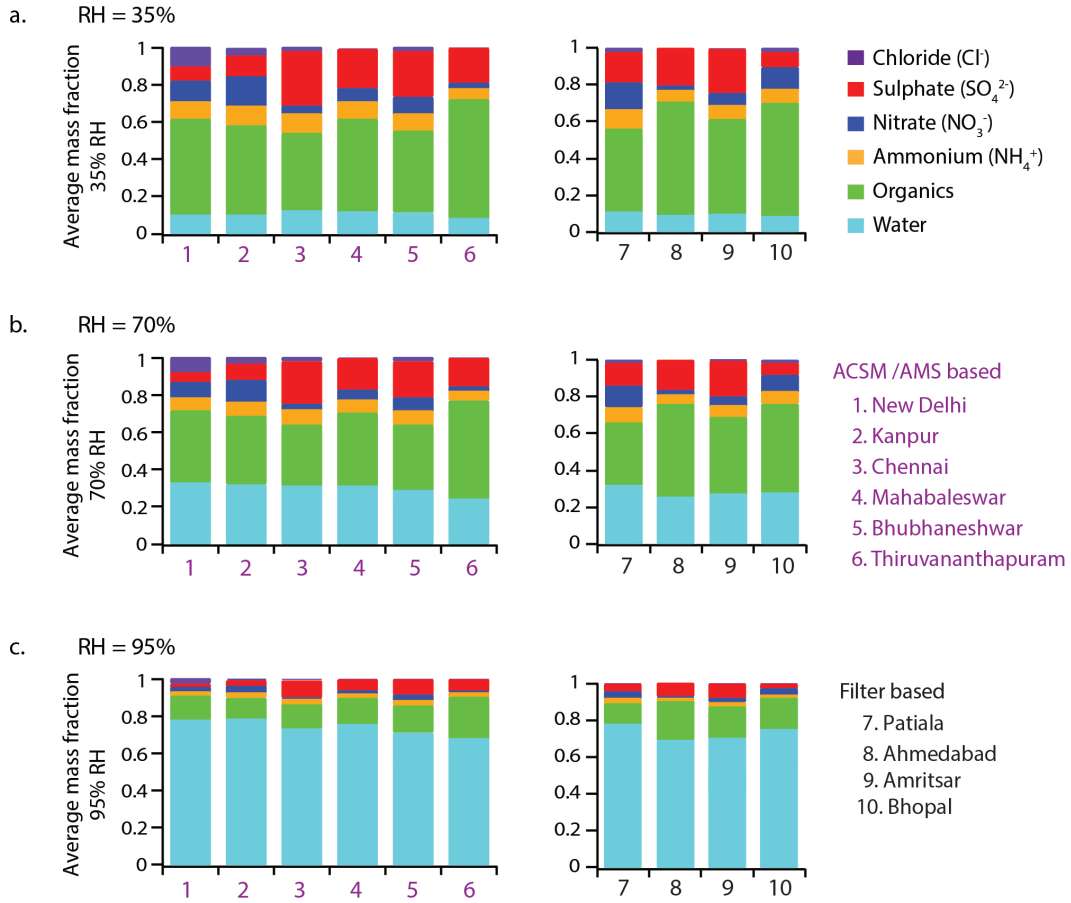 a. RH = 35%
Average mass fraction
35% RH
1
0.8
0.6
0.4
0.2
0
1 2 3 4 5 6
1
0.8
0.6
0.4
0.2
0
7 8 9 10
Chloride (Cl⁻)
Sulphate (SO₄²⁻)
Nitrate (NO₃⁻)
Ammonium (NH₄⁺)
Organics
Water
b. RH = 70%
Average mass fraction
70% RH
1
0.8
0.6
0.4
0.2
0
1 2 3 4 5 6
1
0.8
0.6
0.4
0.2
0
7 8 9 10
ACSM /AMS based
1. New Delhi
2. Kanpur
3. Chennai
4. Mahabaleswar
5. Bhubhaneshwar
6. Thiruvananthapuram
c. RH = 95%
Average mass fraction
95% RH
1
0.8
0.6
0.4
0.2
0
1 2 3 4 5 6
1
0.8
0.6
0.4
0.2
0
7 8 9 10
Filter based
7. Patiala
8. Ahmedabad
9. Amritsar
10. Bhopal